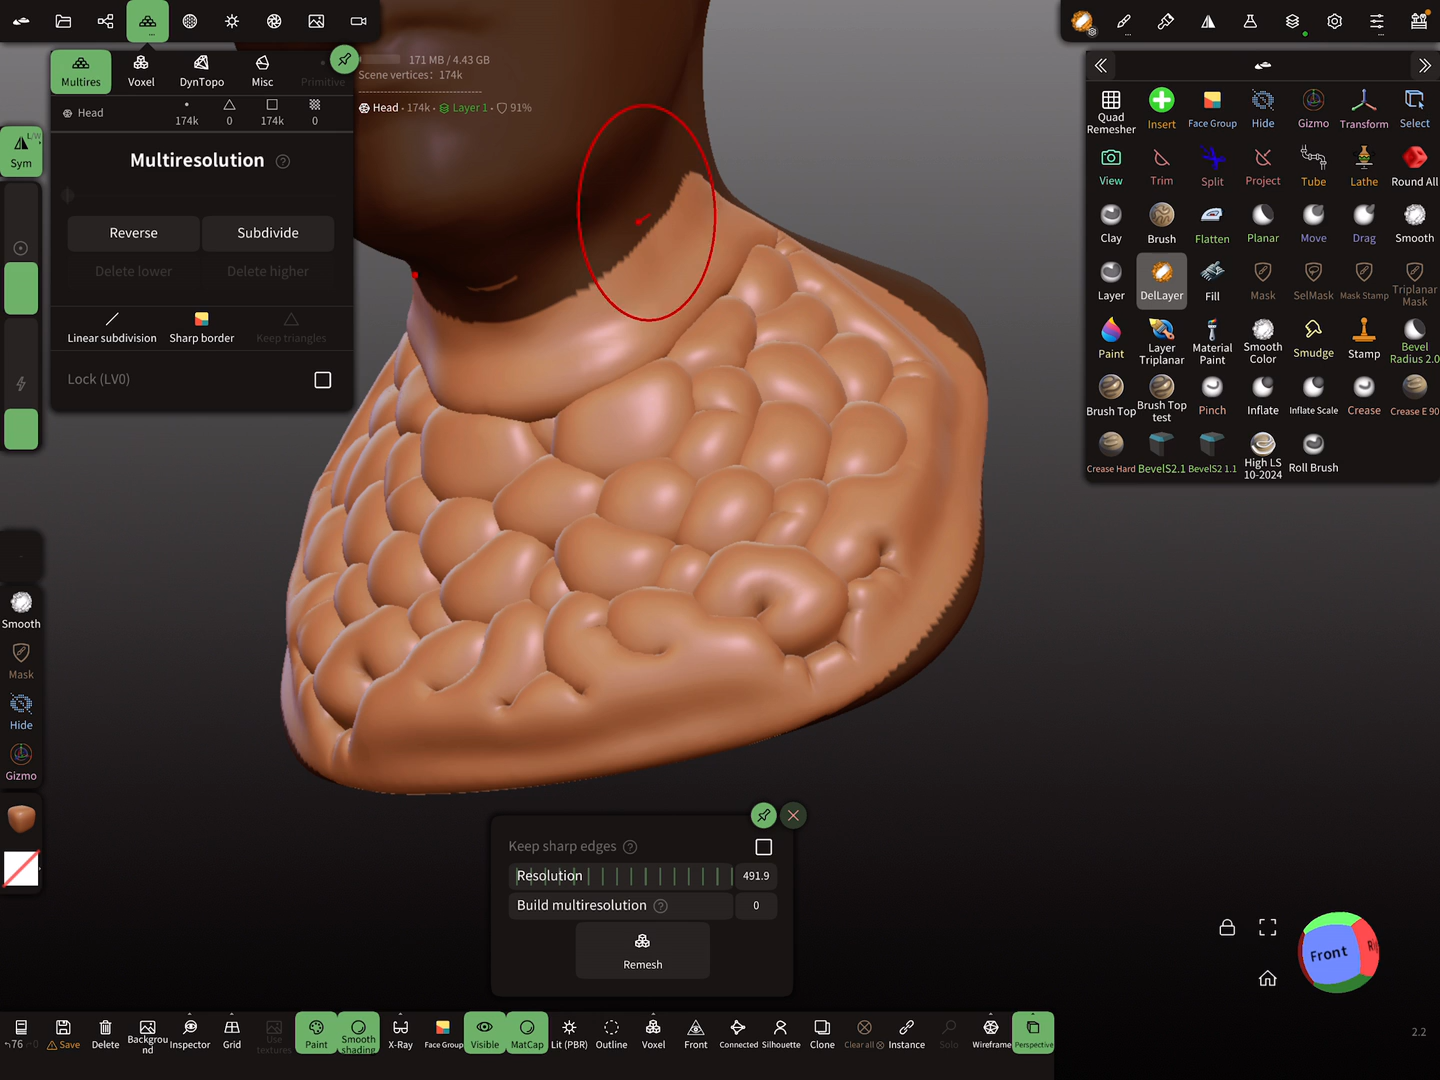 Multires
Voxel
DynTopo
Misc
Primitive
171 MB / 4.43 GB
Scene vertices: 174k
Head · 174k · Layer 1 · 91%
Head
174k
0
174k
0
L/W
Sym
Multiresolution ?
Reverse
Subdivide
Delete lower
Delete higher
Linear subdivision
Sharp border
Keep triangles
Lock (LV0)
Quad Remesher
Insert
Face Group
Hide
Gizmo
Transform
Select
View
Trim
Split
Project
Tube
Lathe
Round All
Clay
Brush
Flatten
Planar
Move
Drag
Smooth
Layer
DelLayer
Fill
Mask
SelMask
Mask Stamp
Triplanar Mask
Paint
Layer Triplanar
Material Paint
Smooth Color
Smudge
Stamp
Bevel Radius 2.0
Brush Top
Brush Top test
Pinch
Inflate
Inflate Scale
Crease
Crease E 90
Crease Hard
BevelS2.1
BevelS2 1.1
High LS 10-2024
Roll Brush
Smooth
Mask
Hide
Gizmo
Keep sharp edges ?
Resolution 491.9
Build multiresolution ? 0
Remesh
Front
2.2
76 0
Save
Delete
Background
Inspector
Grid
Use textures
Paint
Smooth shading
X-Ray
Face Group
Visible
MatCap
Lit (PBR)
Outline
Voxel
Front
Connected
Silhouette
Clone
Clear all
Instance
Solo
Wireframe
Perspective